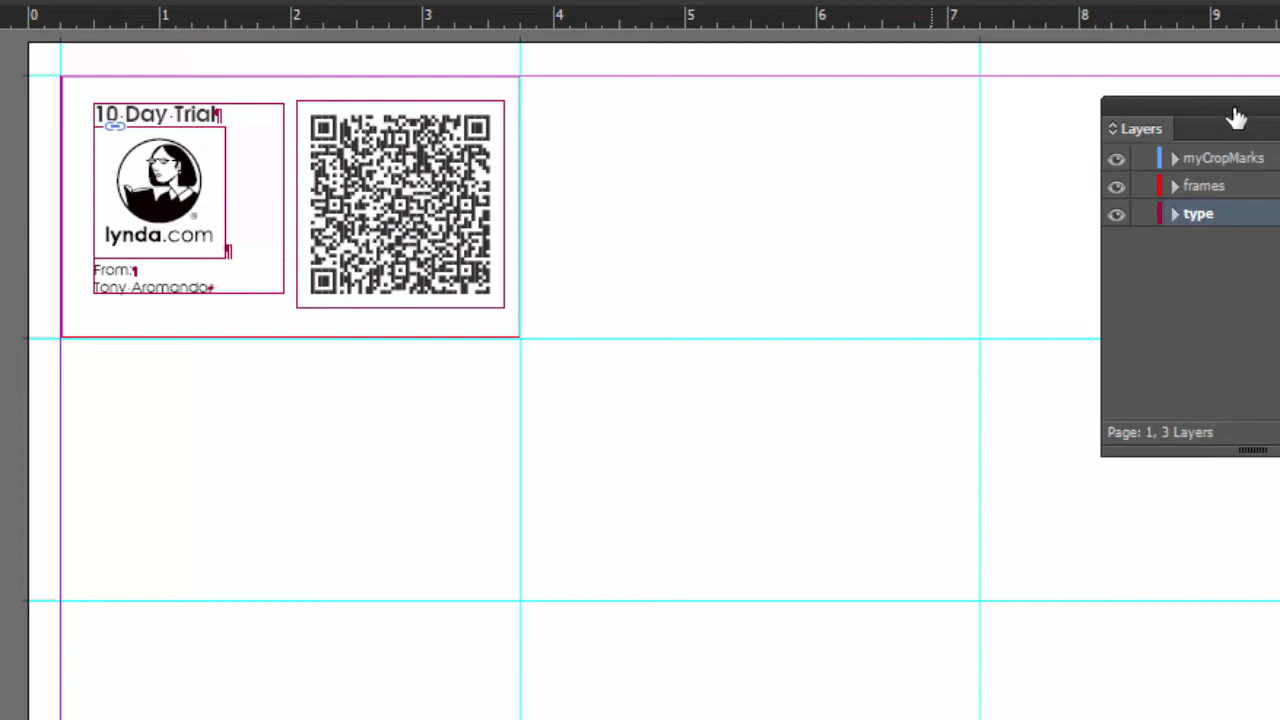 0 1 2 3 4 5 6 7 8 9
10 Day Trial
lynda.com
From:
Tony Aromando
Layers
myCropMarks
frames
type
Page: 1, 3 Layers